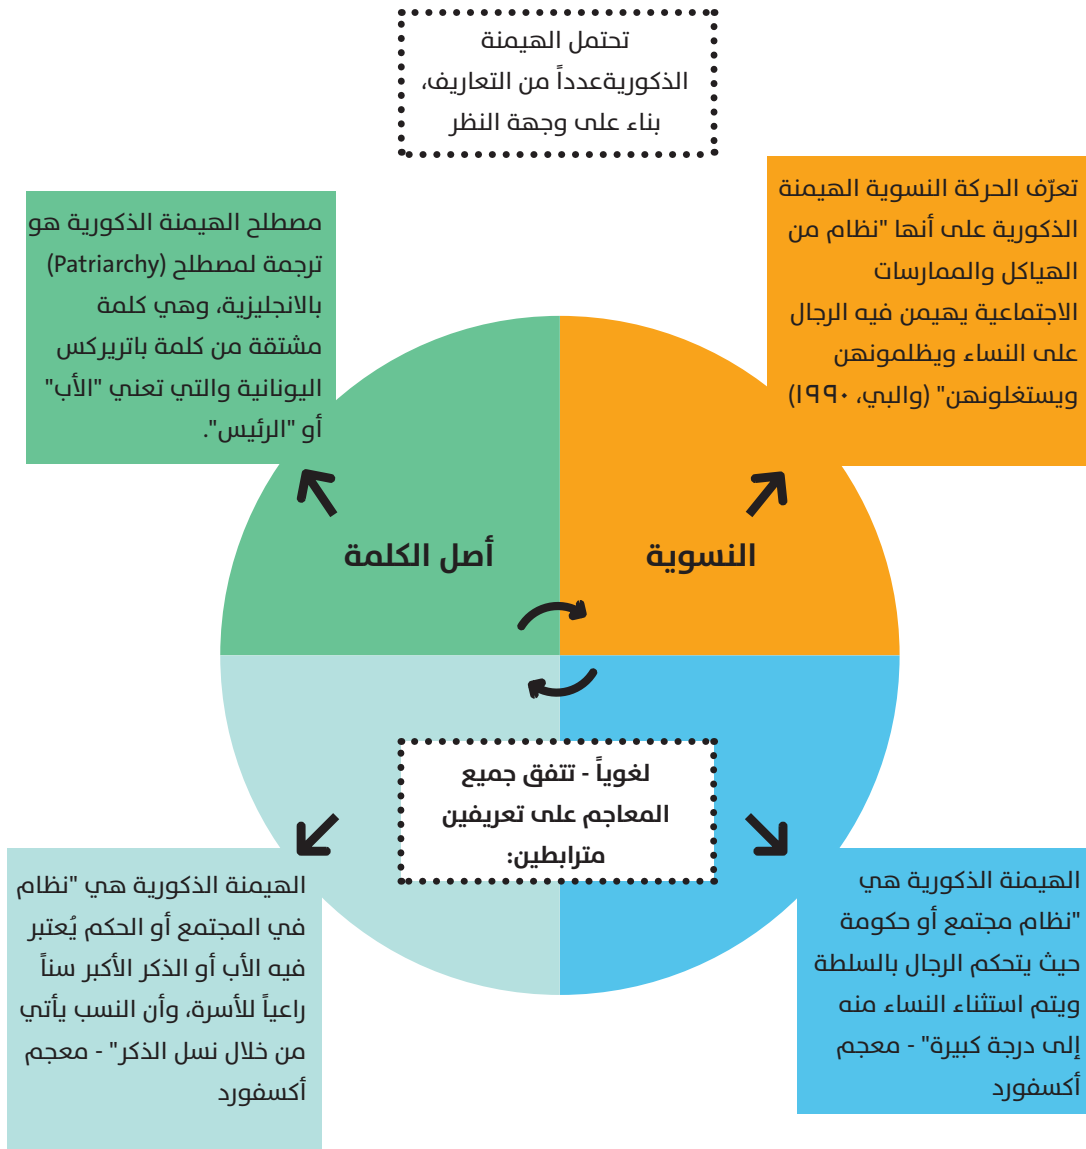 تحتمل الهيمنة
الذكوريةعدداً من التعاريف،
بناء على وجهة النظر
تعرّف الحركة النسوية الهيمنة
الذكورية على أنها "نظام من
الهياكل والممارسات
الاجتماعية يهيمن فيه الرجال
على النساء ويظلمونهن
ويستغلونهن" (والبي، ١٩٩٠)
مصطلح الهيمنة الذكورية هو
ترجمة لمصطلح (Patriarchy)
بالانجليزية، وهي كلمة
مشتقة من كلمة باتريركس
اليونانية والتي تعني "الأب"
أو "الرئيس".
النسوية
أصل الكلمة
لغوياً - تتفق جميع
المعاجم على تعريفين
مترابطين:
الهيمنة الذكورية هي
"نظام مجتمع أو حكومة
حيث يتحكم الرجال بالسلطة
ويتم استثناء النساء منه
إلى درجة كبيرة" - معجم
أكسفورد
الهيمنة الذكورية هي "نظام
في المجتمع أو الحكم يُعتبر
فيه الأب أو الذكر الأكبر سناً
راعياً للأسرة، وأن النسب يأتي
من خلال نسل الذكر" - معجم
أكسفورد